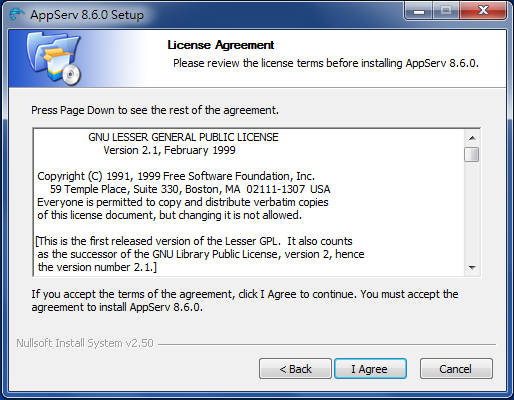 AppServ 8.6.0 Setup
License Agreement
Please review the license terms before installing AppServ 8.6.0.
Press Page Down to see the rest of the agreement.
GNU LESSER GENERAL PUBLIC LICENSE
Version 2.1, February 1999
Copyright (C) 1991, 1999 Free Software Foundation, Inc.
59 Temple Place, Suite 330, Boston, MA  02111-1307  USA
Everyone is permitted to copy and distribute verbatim copies
of this license document, but changing it is not allowed.
[This is the first released version of the Lesser GPL.  It also counts
as the successor of the GNU Library Public License, version 2, hence
the version number 2.1.]
If you accept the terms of the agreement, click I Agree to continue. You must accept the
agreement to install AppServ 8.6.0.
Nullsoft Install System v2.50
< Back
I Agree
Cancel